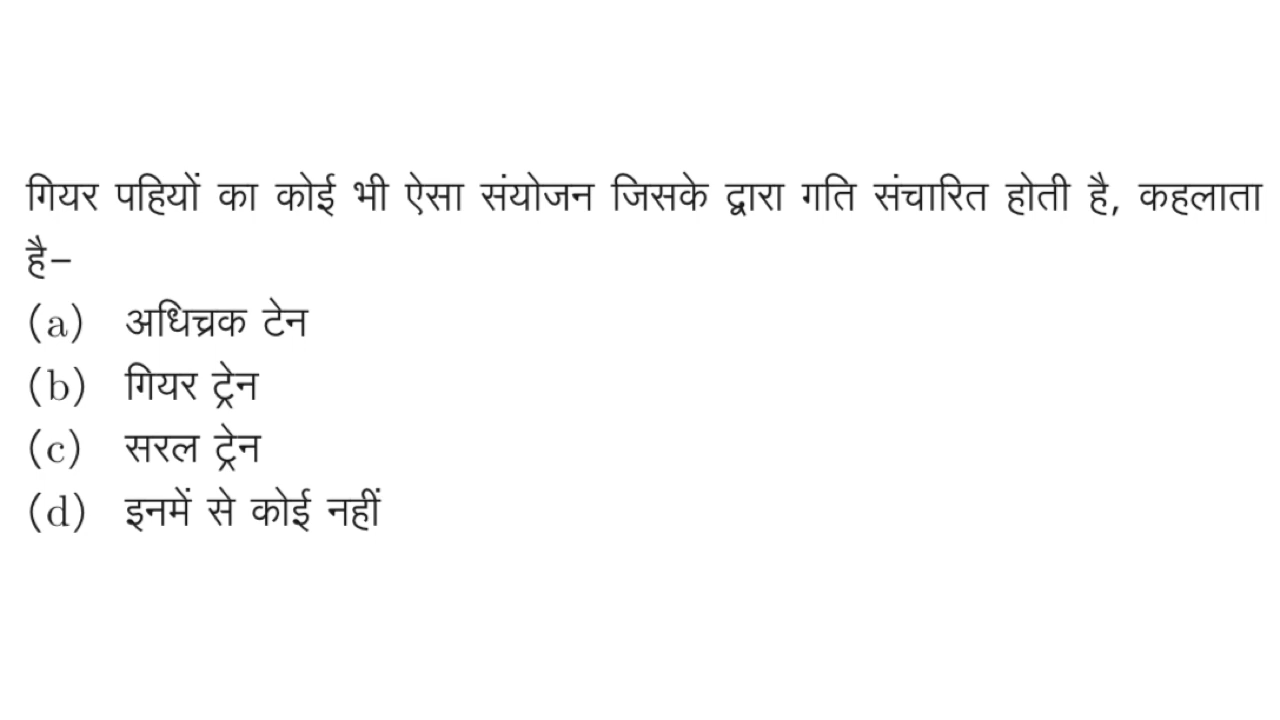 गियर पहियों का कोई भी ऐसा संयोजन जिसके द्वारा गति संचारित होती है, कहलाता
है–
(a) अधिच्रक टेन
(b) गियर ट्रेन
(c) सरल ट्रेन
(d) इनमें से कोई नहीं